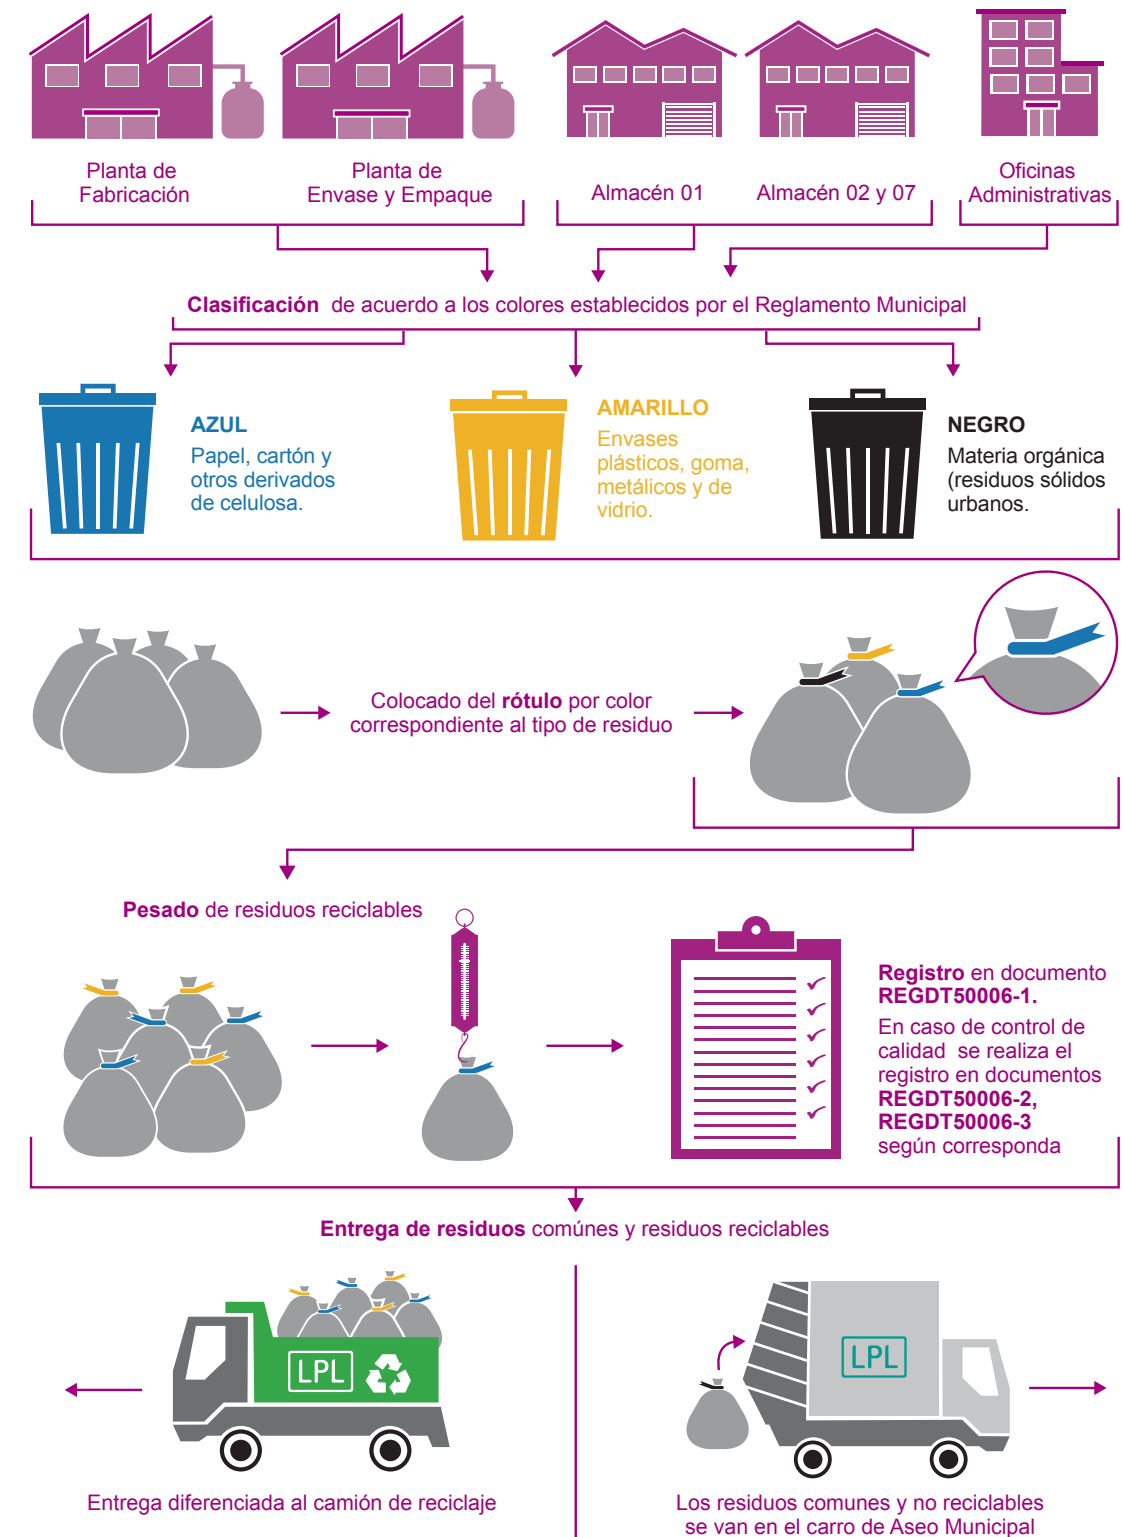 Planta de
Fabricación
Planta de
Envase y Empaque
Almacén 01
Almacén 02 y 07
Oficinas
Administrativas
Clasificación de acuerdo a los colores establecidos por el Reglamento Municipal
AZUL
Papel, cartón y
otros derivados
de celulosa.
AMARILLO
Envases
plásticos, goma,
metálicos y de
vidrio.
NEGRO
Materia orgánica
(residuos sólidos
urbanos.
Colocado del rótulo por color
correspondiente al tipo de residuo
Pesado de residuos reciclables
Registro en documento
REGDT50006-1.
En caso de control de
calidad se realiza el
registro en documentos
REGDT50006-2,
REGDT50006-3
según corresponda
Entrega de residuos comúnes y residuos reciclables
LPL
LPL
Entrega diferenciada al camión de reciclaje
Los residuos comunes y no reciclables
se van en el carro de Aseo Municipal